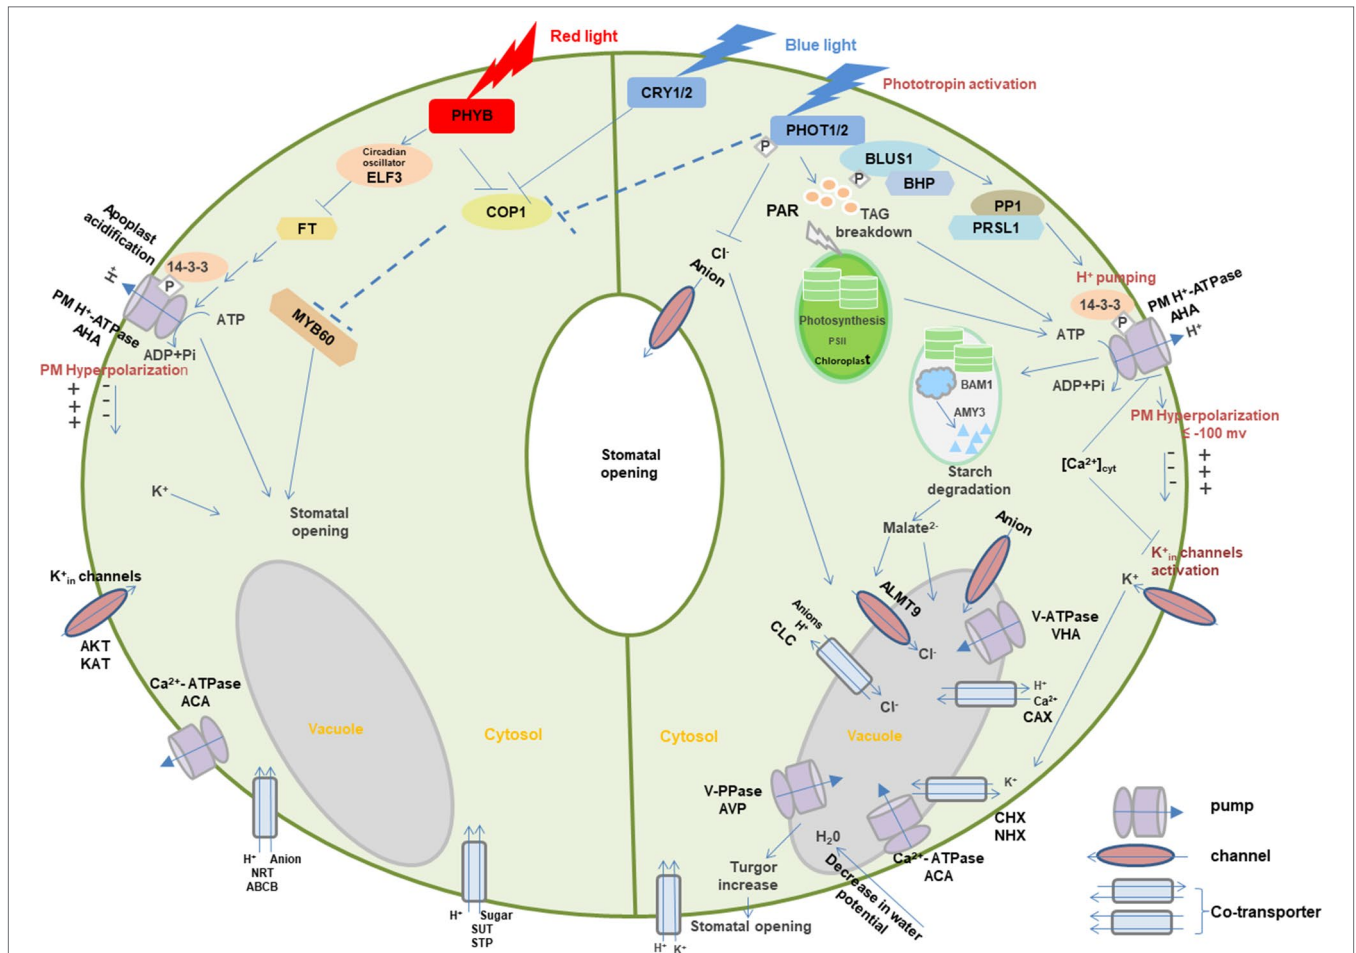 Red light
Blue light
Phototropin activation
PHYB
CRY1/2
PHOT1/2
P
BLUS1
P
BHP
Circadian
oscillator
ELF3
COP1
FT
PP1
PRSL1
PAR
TAG
breakdown
Apoplast
acidification
H⁺
14-3-3
P
PM H⁺-ATPase
AHA
ATP
ADP+Pi
MYB60
PM Hyperpolarization
+
+
+
-
-
-
K⁺
Stomatal
opening
K⁺in channels
AKT
KAT
Ca²⁺- ATPase
ACA
H⁺ Anion
NRT
ABCB
Vacuole
Cytosol
H⁺ Sugar
SUT
STP
Stomatal
opening
Cl⁻
Anion
Photosynthesis
PSII
Chloroplast
H⁺ pumping
14-3-3
P
PM H⁺-ATPase
AHA
H⁺
ATP
ADP+Pi
BAM1
AMY3
Starch
degradation
PM Hyperpolarization
≤ -100 mv
-
-
-
+
+
+
[Ca²⁺]cyt
Malate²⁻
Anion
K⁺in channels
activation
K⁺
ALMT9
Anions
H⁺
CLC
Cl⁻
Cl⁻
V-ATPase
VHA
H⁺
Ca²⁺
CAX
Cytosol
Vacuole
V-PPase
AVP
K⁺
CHX
NHX
H₂0
Ca²⁺- ATPase
ACA
Turgor
increase
Decrease in water
potential
Stomatal opening
H⁺ K⁺
pump
channel
Co-transporter